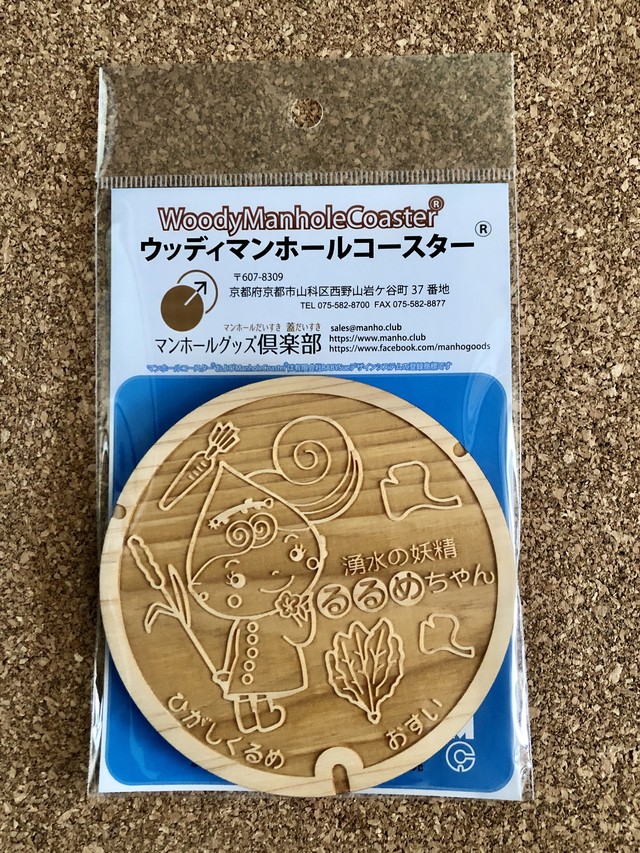 WoodyManholeCoaster®
ウッディマンホールコースター®
〒607-8309
京都府京都市山科区西野山岩ケ谷町 37 番地
TEL 075-582-8700 FAX 075-582-8877
マンホールだいすき 蓋だいすき
マンホールグッズ倶楽部
sales@manho.club
https://www.manho.club
https://www.facebook.com/manhogoods
湧水の妖精
るるめちゃん
ひがしくるめ
おすい